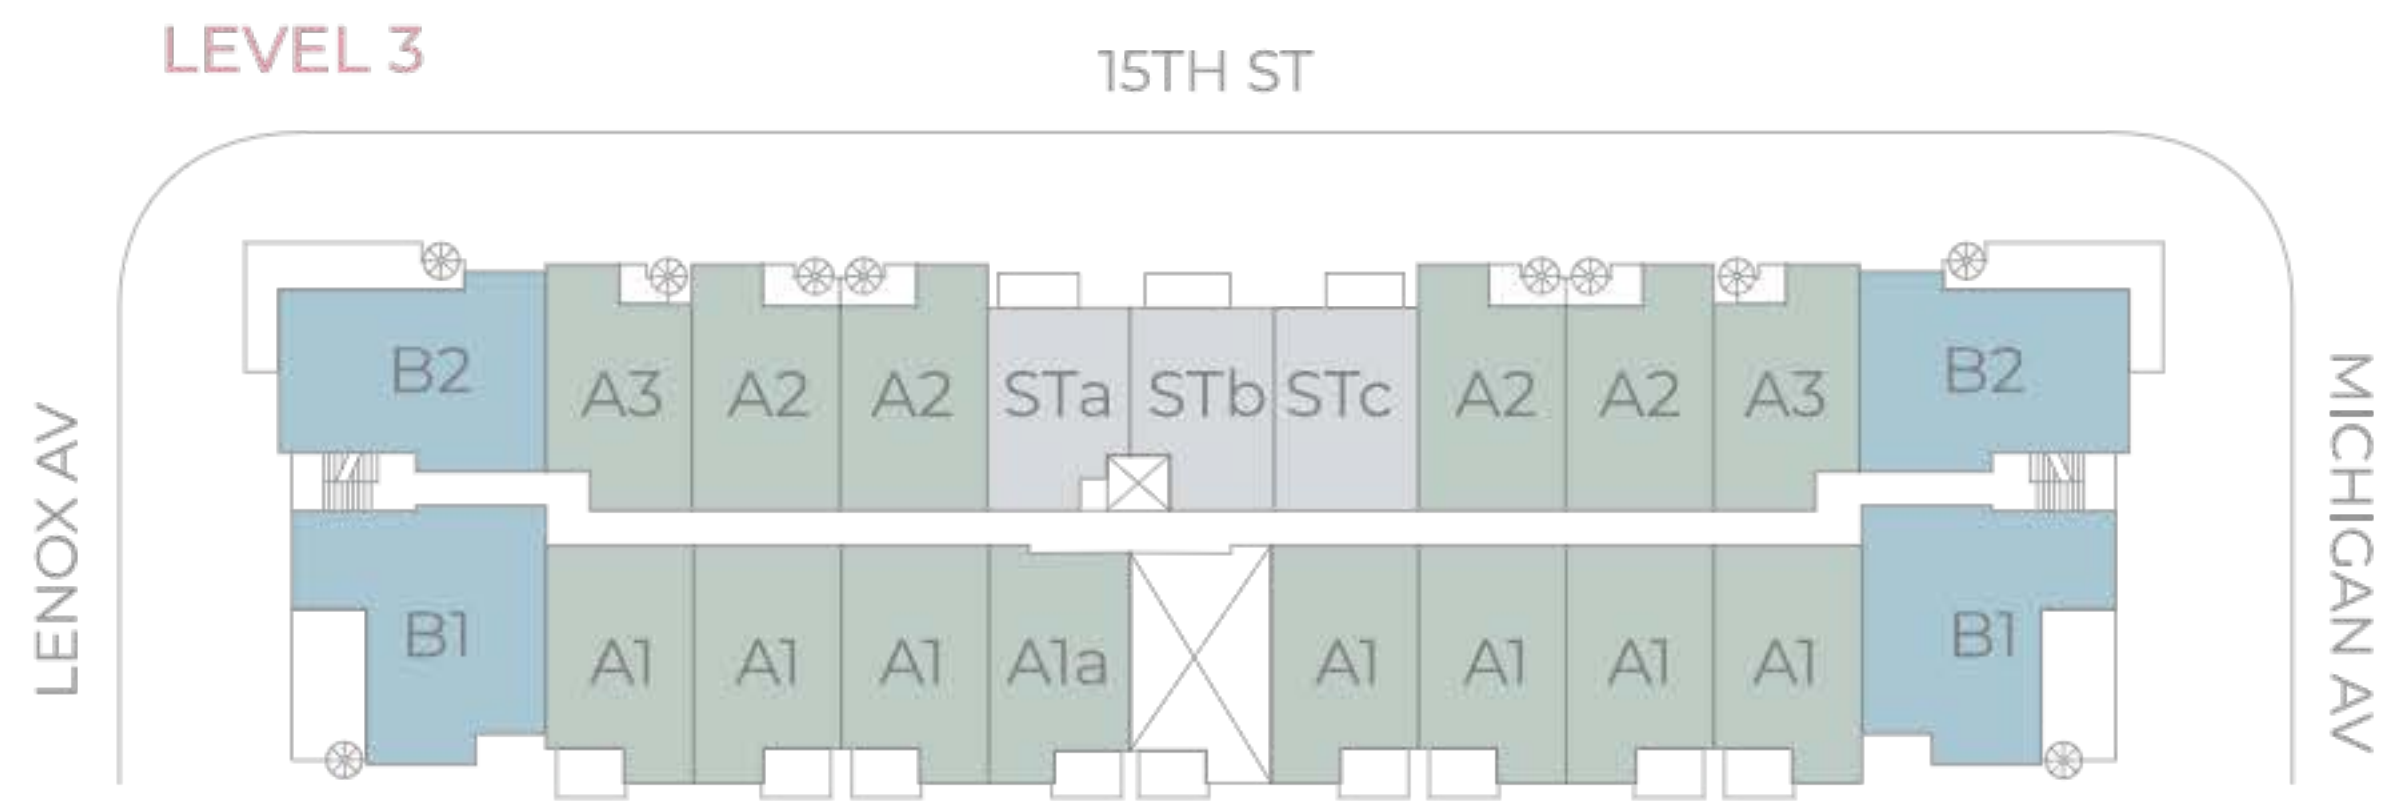 LEVEL 3
15TH ST
LENOX AV
MICHIGAN AV
B2 A3 A2 A2 STa STb STc A2 A2 A3 B2
B1 A1 A1 A1 A1a A1 A1 A1 A1 B1